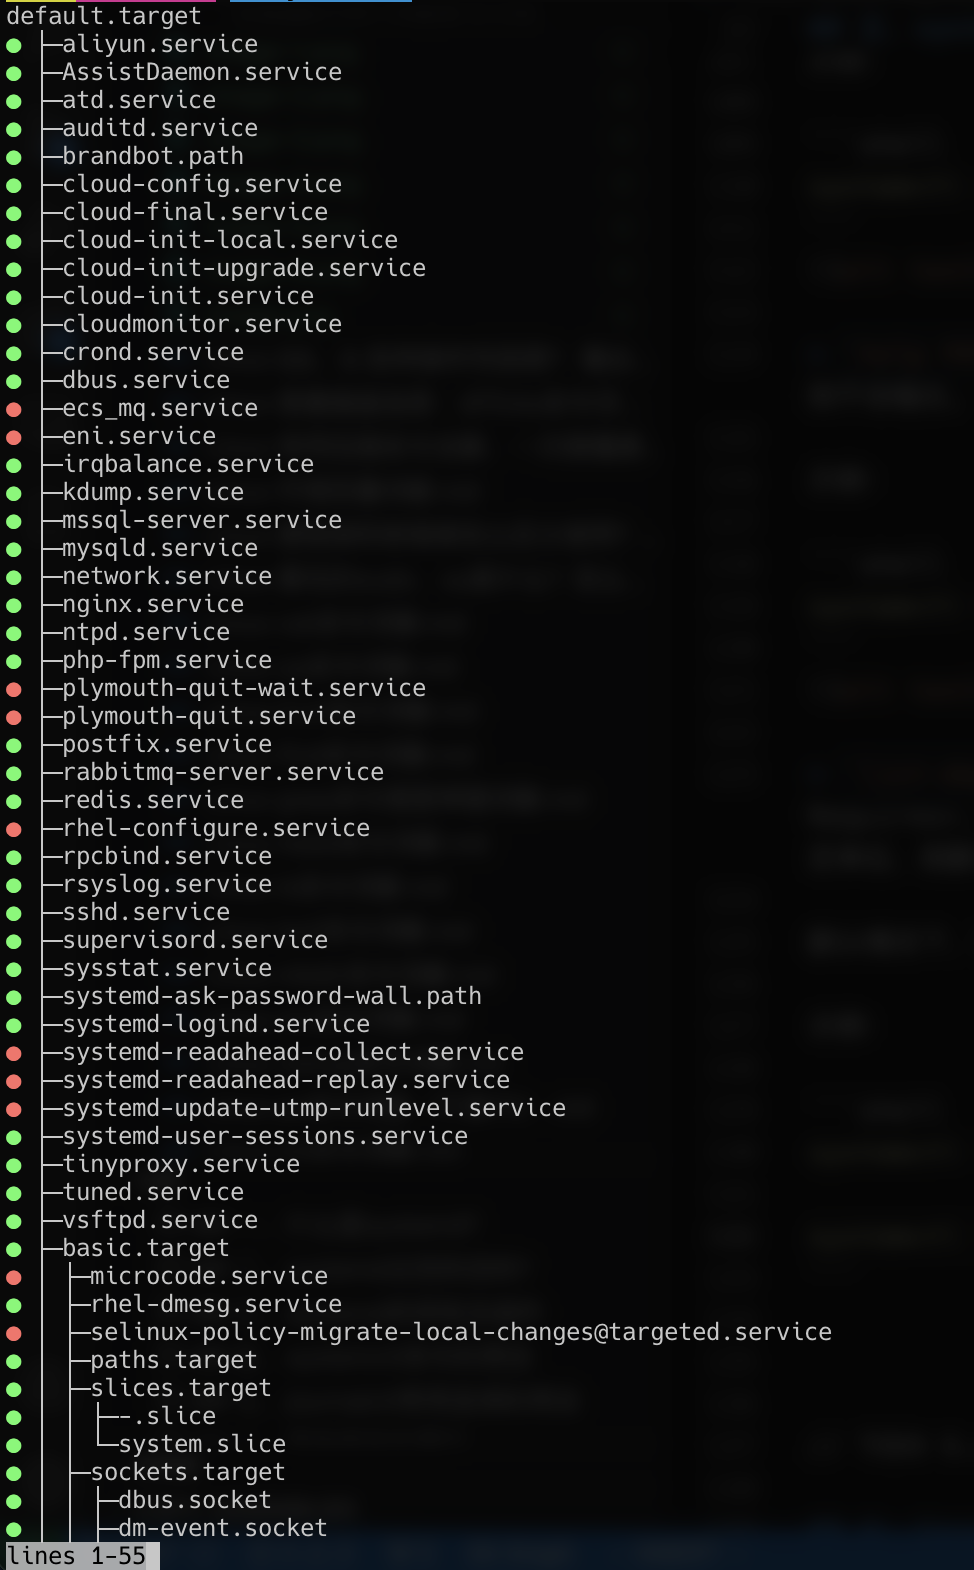 default.target
● ├─aliyun.service
● ├─AssistDaemon.service
● ├─atd.service
● ├─auditd.service
● ├─brandbot.path
● ├─cloud-config.service
● ├─cloud-final.service
● ├─cloud-init-local.service
● ├─cloud-init-upgrade.service
● ├─cloud-init.service
● ├─cloudmonitor.service
● ├─crond.service
● ├─dbus.service
● ├─ecs_mq.service
● ├─eni.service
● ├─irqbalance.service
● ├─kdump.service
● ├─mssql-server.service
● ├─mysqld.service
● ├─network.service
● ├─nginx.service
● ├─ntpd.service
● ├─php-fpm.service
● ├─plymouth-quit-wait.service
● ├─plymouth-quit.service
● ├─postfix.service
● ├─rabbitmq-server.service
● ├─redis.service
● ├─rhel-configure.service
● ├─rpcbind.service
● ├─rsyslog.service
● ├─sshd.service
● ├─supervisord.service
● ├─sysstat.service
● ├─systemd-ask-password-wall.path
● ├─systemd-logind.service
● ├─systemd-readahead-collect.service
● ├─systemd-readahead-replay.service
● ├─systemd-update-utmp-runlevel.service
● ├─systemd-user-sessions.service
● ├─tinyproxy.service
● ├─tuned.service
● ├─vsftpd.service
● ├─basic.target
● │ ├─microcode.service
● │ ├─rhel-dmesg.service
● │ ├─selinux-policy-migrate-local-changes@targeted.service
● │ ├─paths.target
● │ ├─slices.target
● │ │ ├─-.slice
● │ │ └─system.slice
● │ ├─sockets.target
● │ │ ├─dbus.socket
● │ │ ├─dm-event.socket
lines 1-55